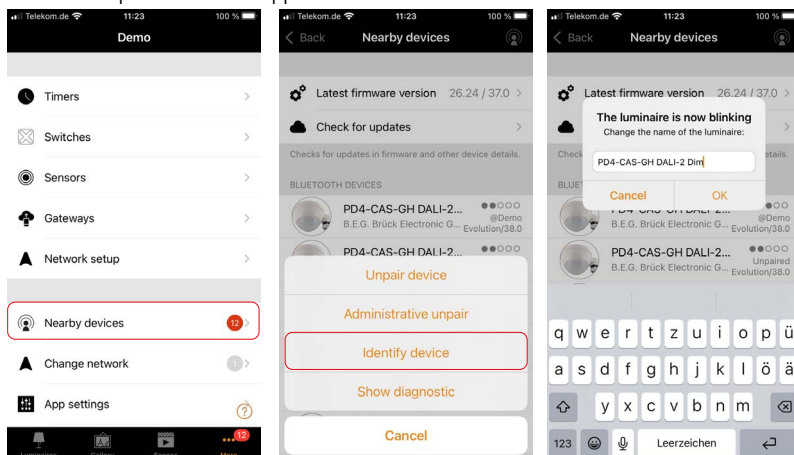 Telekom.de 11:23 100 %
Demo
Timers
Switches
Sensors
Gateways
Network setup
Nearby devices 12
Change network 1
App settings ?
12
Telekom.de 11:23 100 %
Back Nearby devices
Latest firmware version 26.24 / 37.0
Check for updates
Checks for updates in firmware and other device details.
BLUETOOTH DEVICES
PD4-CAS-GH DALI-2...
@Demo
B.E.G. Brück Electronic G...
Evolution/38.0
PD4-CAS-GH DALI-2...
Unpair device
Administrative unpair
Identify device
Show diagnostic
Cancel
Telekom.de 11:23 100 %
Back Nearby devices
Latest firmware version 26.24 / 37.0
The luminaire is now blinking
Change the name of the luminaire:
Check
etails.
PD4-CAS-GH DALI-2 Dim
BLUE
Cancel OK
@Demo
B.E.G. Brück Electronic G...
Evolution/38.0
PD4-CAS-GH DALI-2...
Unpaired
B.E.G. Brück Electronic G...
Evolution/38.0
q w e r t z u i o p ü
a s d f g h j k l ö ä
y x c v b n m
123 Leerzeichen